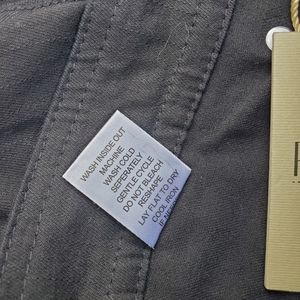 WASH INSIDE OUT
MACHINE
WASH COLD
SEPERATELY
GENTLE CYCLE
DO NOT BLEACH
RESHAPE
LAY FLAT TO DRY
COOL IRON